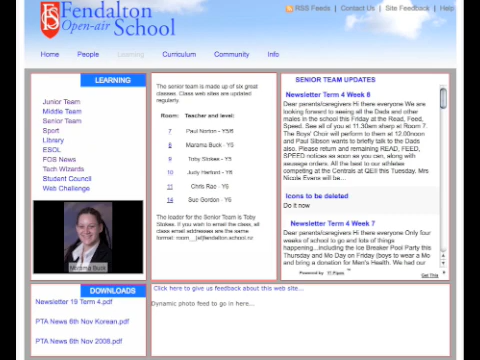 Fendalton
Open-air School
RSS Feeds | Contact Us | Site Feedback | Help
Home People Learning Curriculum Community Info
LEARNING
Junior Team
Middle Team
Senior Team
Sport
Library
ESOL
FOS News
Tech Wizards
Student Council
Web Challenge
Marama Buck
DOWNLOADS
Newsletter 19 Term 4.pdf
PTA News 6th Nov Korean.pdf
PTA News 6th Nov 2008.pdf
The senior team is made up of six great
classes. Class web sites are updated
regularly.
Room: Teacher and level:
7 Paul Norton - Y5/6
8 Marama Buck - Y5
9 Toby Stokes - Y5
10 Judy Harford - Y6
11 Chris Rae - Y5
14 Sue Gordon - Y6
The leader for the Senior Team is Toby
Stokes. If you want to email the class, all
class email addresses are the same
format: room__(at)fendalton.school.nz
SENIOR TEAM UPDATES
Newsletter Term 4 Week 8
Dear parents/caregivers Hi there everyone We are
looking forward to seeing all the Dads and other
males in the school this Friday at the Read, Feed,
Speed. See all of you at 11.30am sharp at Room 7.
The Boys' Choir will perform to them at 12.00noon
and Paul Sibson wants to briefly talk to the Dads
also. Please return and remaining READ, FEED,
SPEED notices as soon as you can, along with
sausage orders. All the best to our athletes
competing at the Centrals at QEII this Tuesday. Mrs
Nicole Evans will be...
Icons to be deleted
Do it now
Newsletter Term 4 Week 7
Dear parents/caregivers Hi there everyone Only four
weeks of school to go and lots of things
happening...including the Ice Breaker Pool Party this
Thursday and Mo Day on Friday (boys to wear a Mo
and bring a donation for Men's Health. We had our
Powered by
Get This
Click here to give us feedback about this web site...
Dynamic photo feed to go in here...